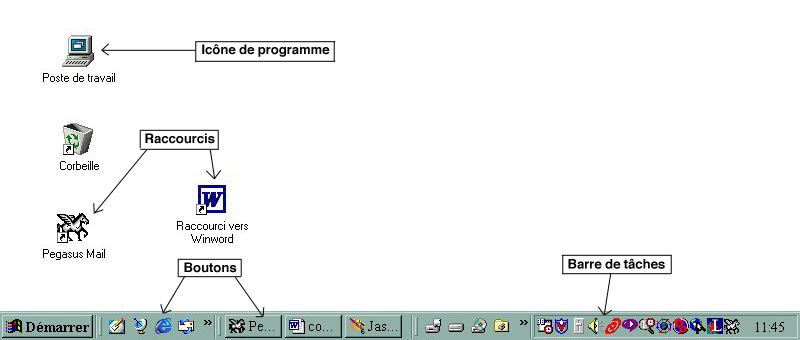 Icône de programme
Poste de travail
Raccourcis
Corbeille
W
Raccourci vers
Winword
Pegasus Mail
Boutons
Barre de tâches
Démarrer
»
Pe...
co...
Jas...
»
11:45